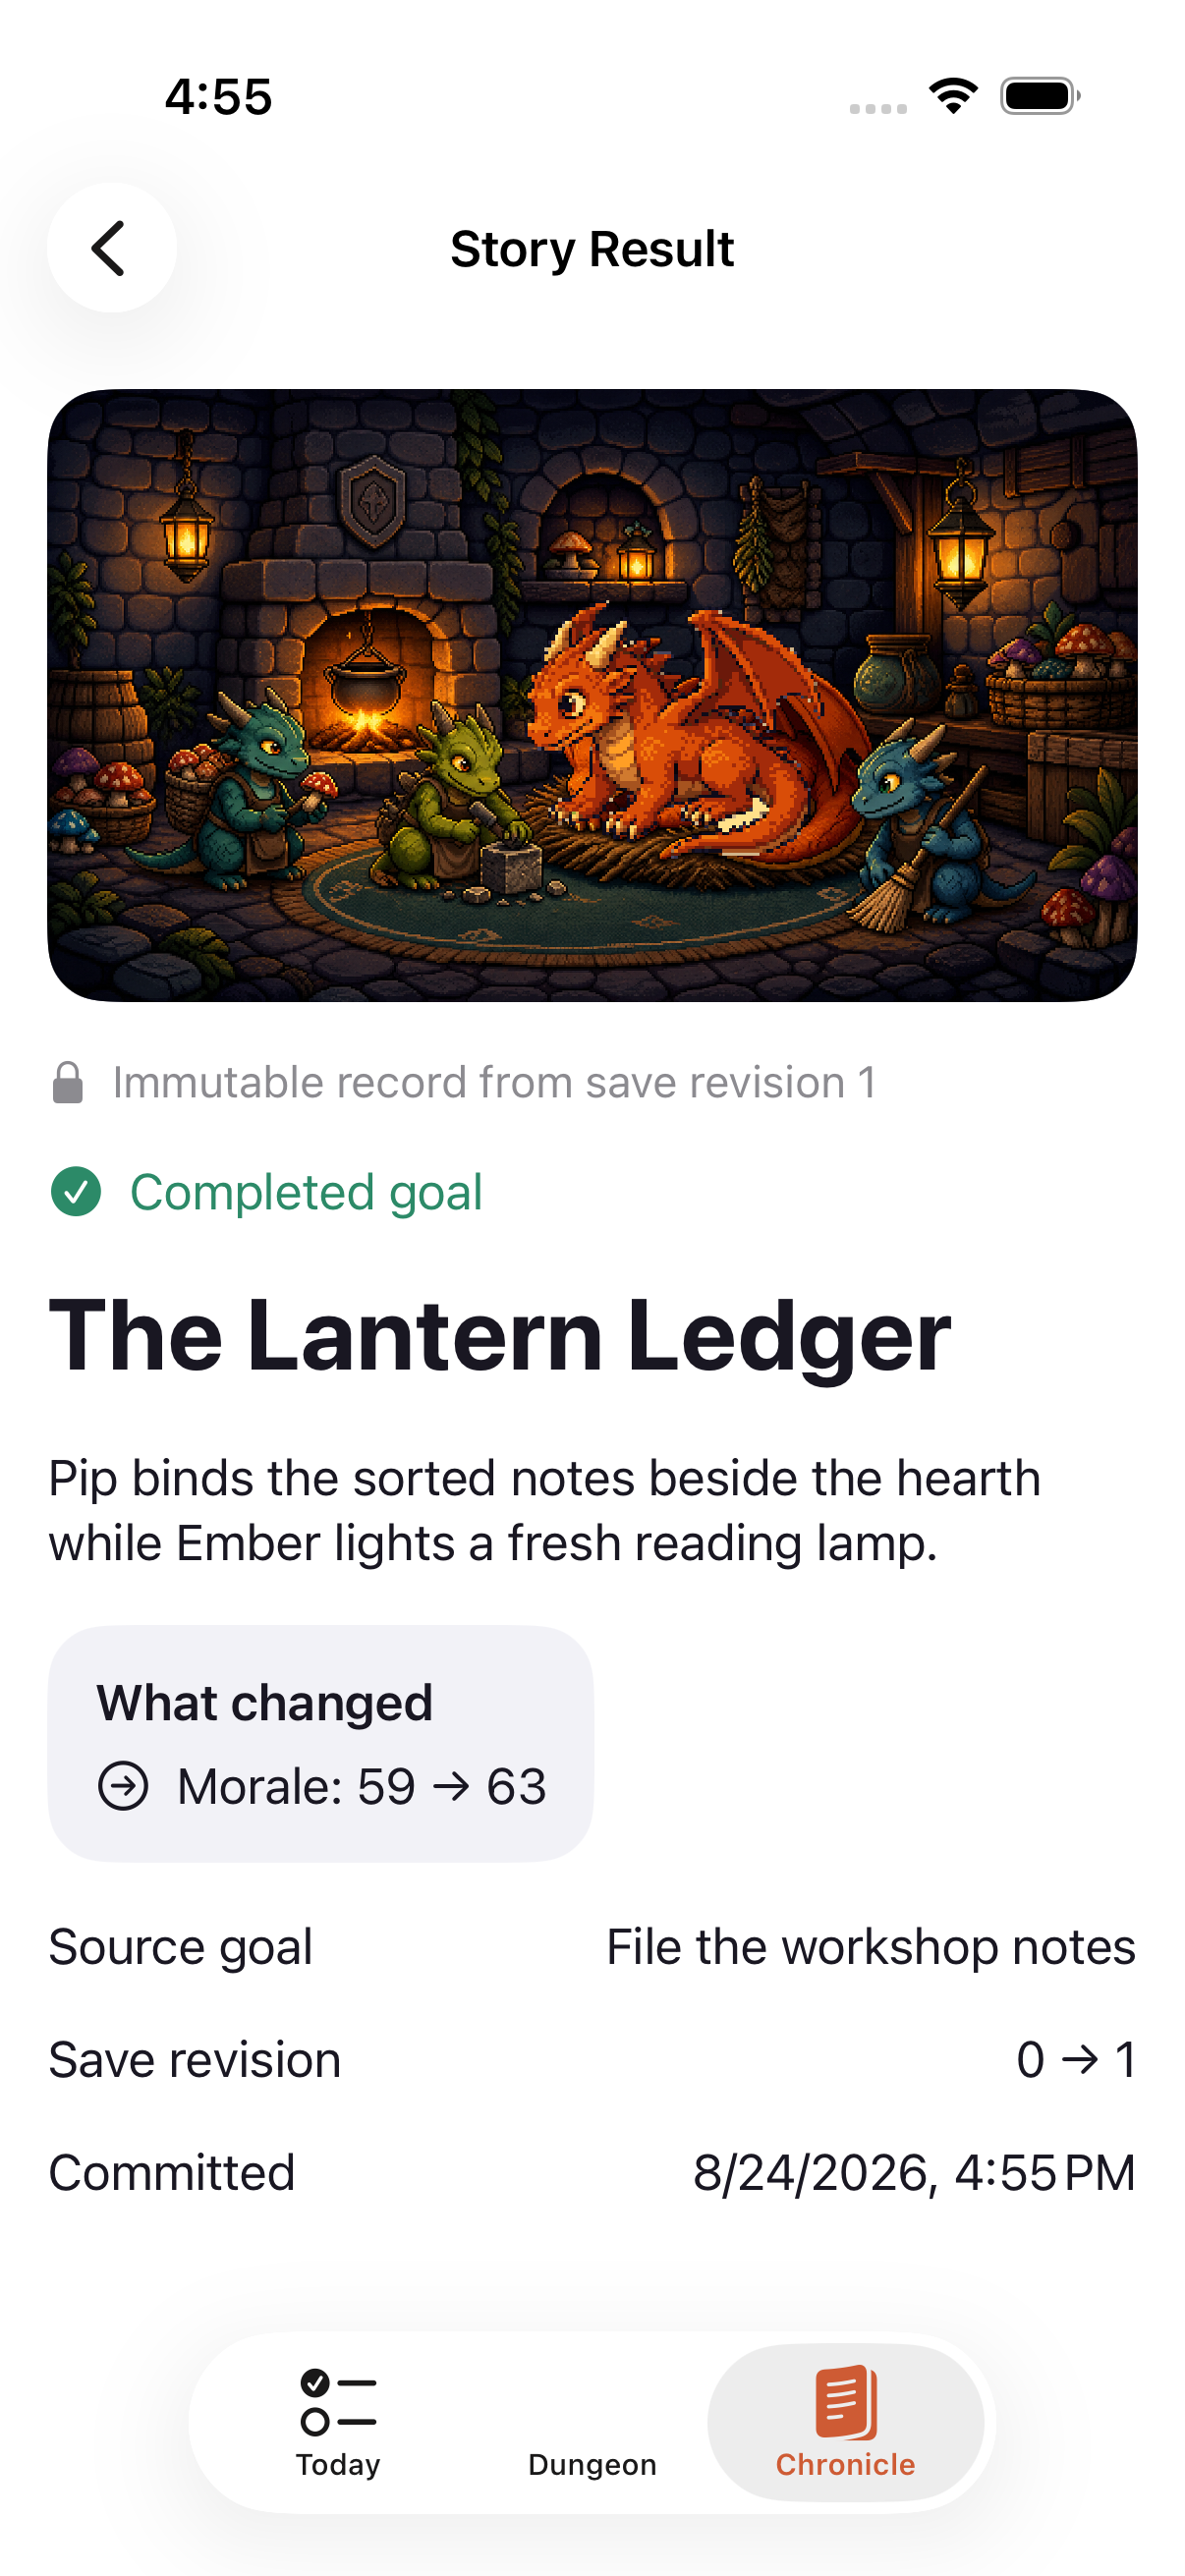 4:55
Story Result
Immutable record from save revision 1
Completed goal
The Lantern Ledger
Pip binds the sorted notes beside the hearth
while Ember lights a fresh reading lamp.
What changed
Morale: 59 → 63
Source goal File the workshop notes
Save revision 0 → 1
Committed 8/24/2026, 4:55 PM
Today Dungeon Chronicle